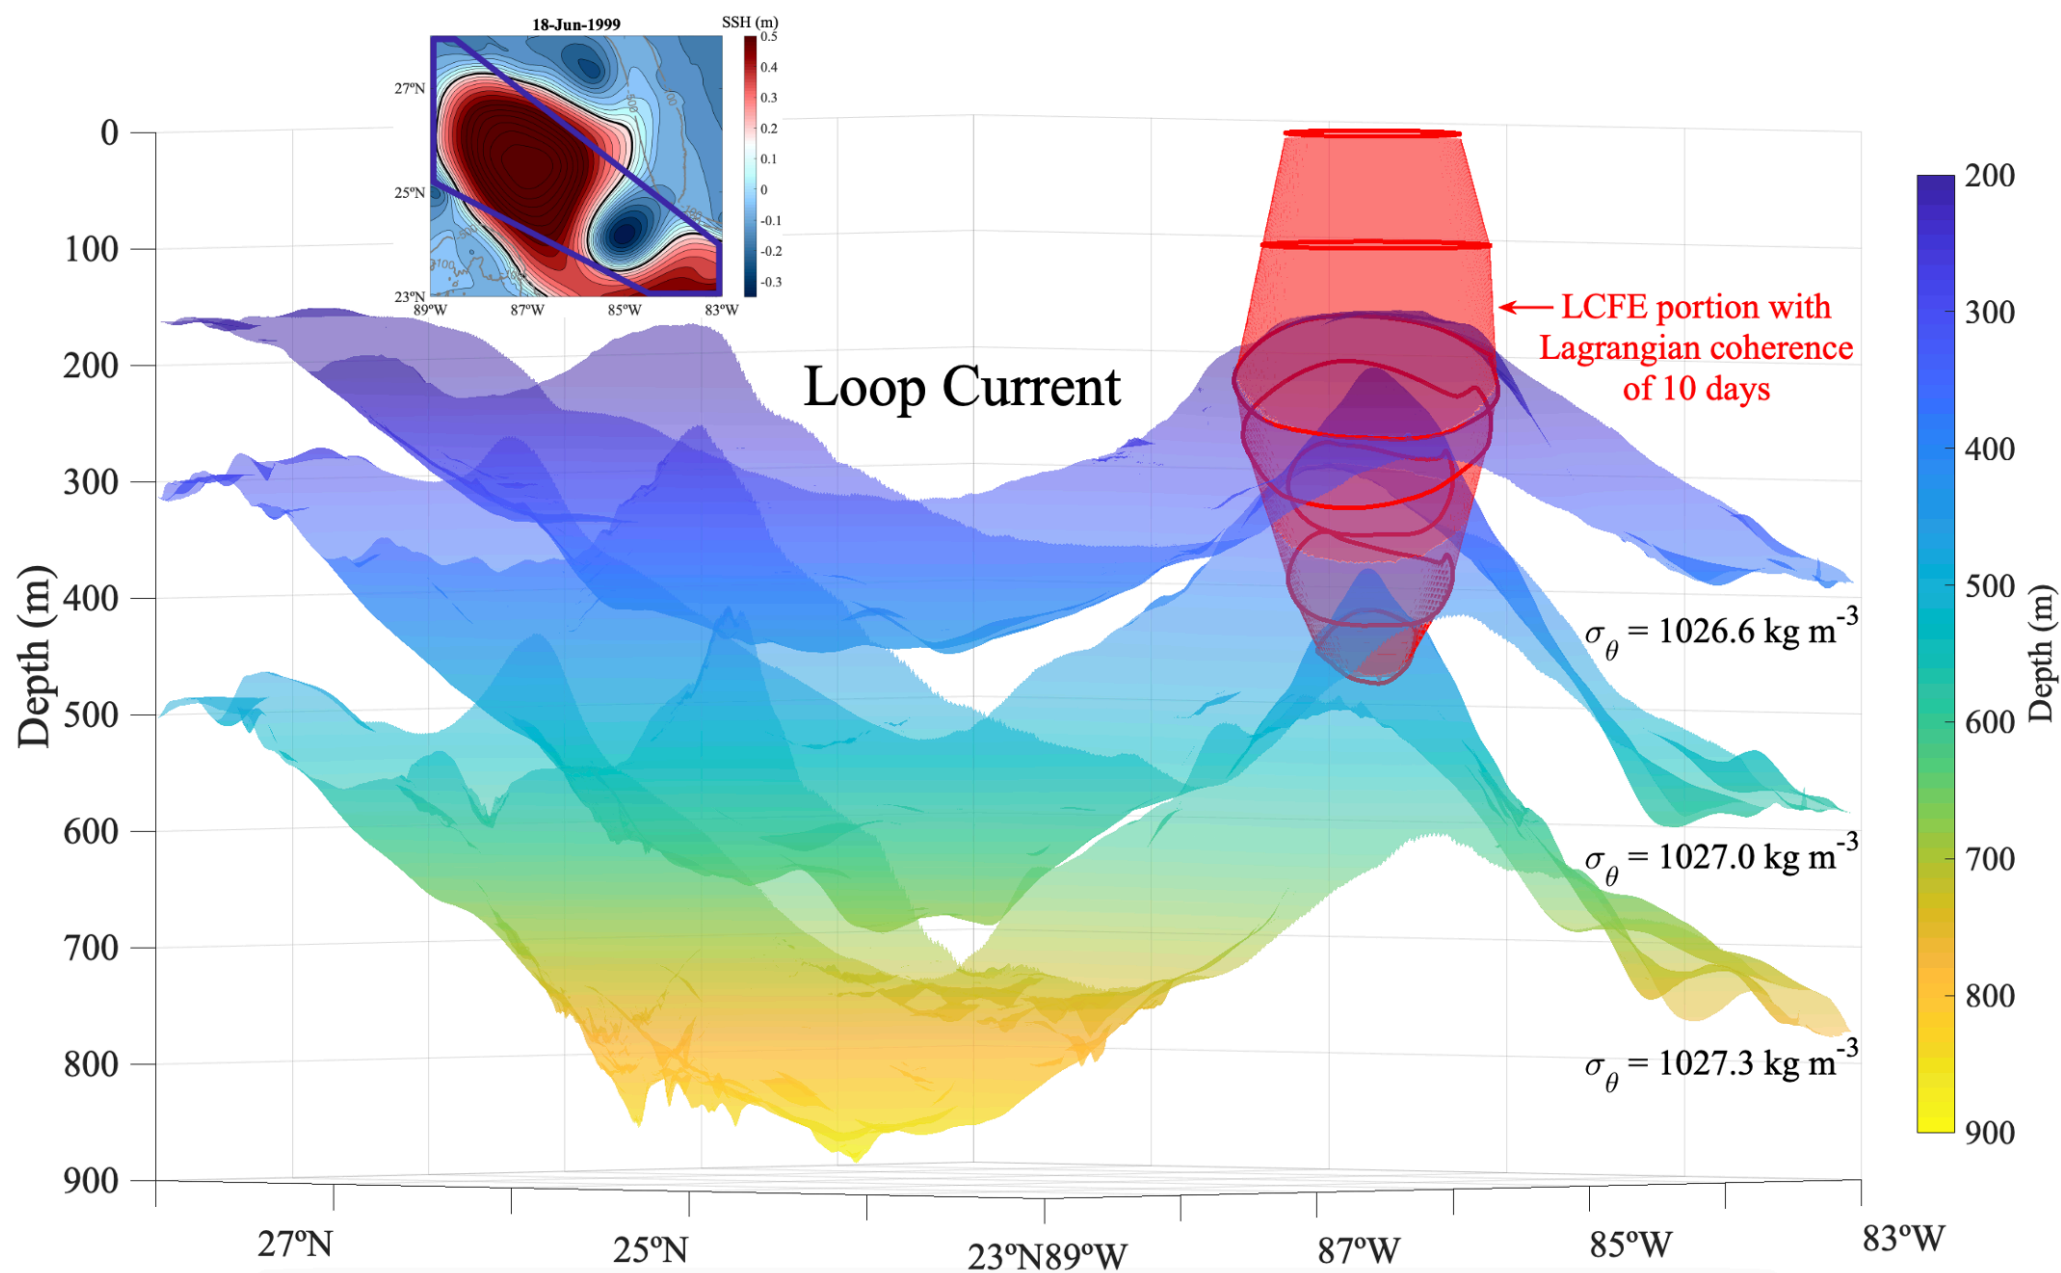 18-Jun-1999
SSH (m)
0.5
0.4
0.3
0.2
0.1
0
-0.1
-0.2
-0.3
27ºN
25ºN
23ºN
89ºW
87ºW
85ºW
83ºW
500
100
500
100
0
100
200
300
400
500
600
700
800
900
Depth (m)
Loop Current
LCFE portion with
Lagrangian coherence
of 10 days
σθ = 1026.6 kg m-3
σθ = 1027.0 kg m-3
σθ = 1027.3 kg m-3
200
300
400
500
600
700
800
900
Depth (m)
27ºN
25ºN
23ºN89ºW
87ºW
85ºW
83ºW